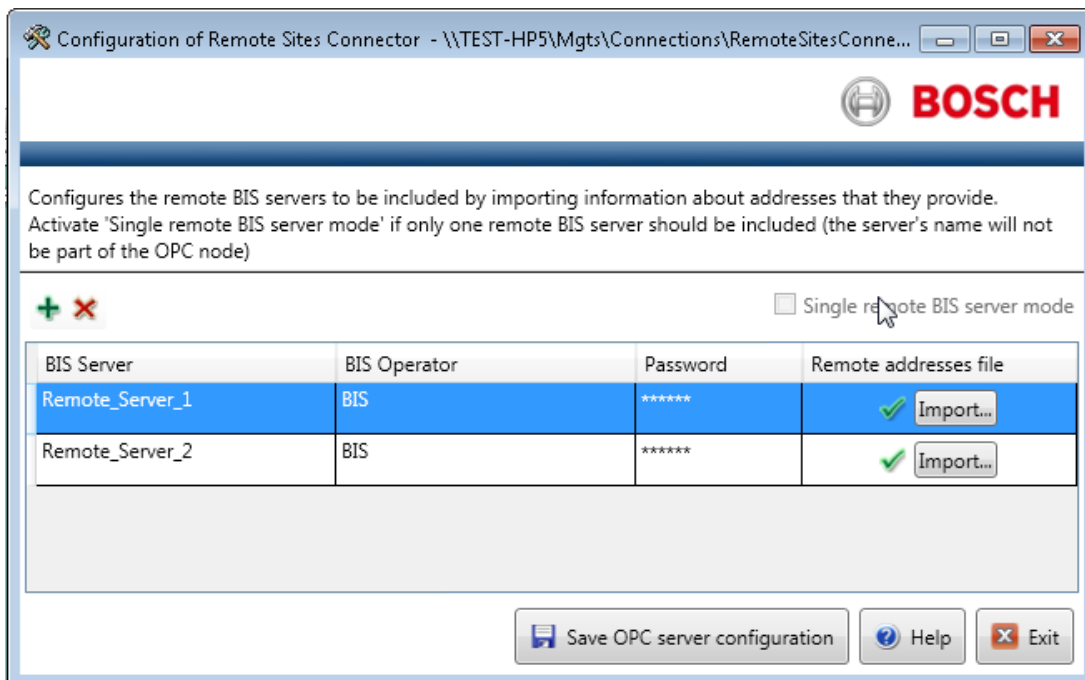 Configuration of Remote Sites Connector - \\TEST-HP5\Mgts\Connections\RemoteSitesConne...
BOSCH
Configures the remote BIS servers to be included by importing information about addresses that they provide.
Activate 'Single remote BIS server mode' if only one remote BIS server should be included (the server's name will not
be part of the OPC node)
Single remote BIS server mode
BIS Server BIS Operator Password Remote addresses file
Remote_Server_1 BIS ****** Import...
Remote_Server_2 BIS ****** Import...
Save OPC server configuration Help Exit